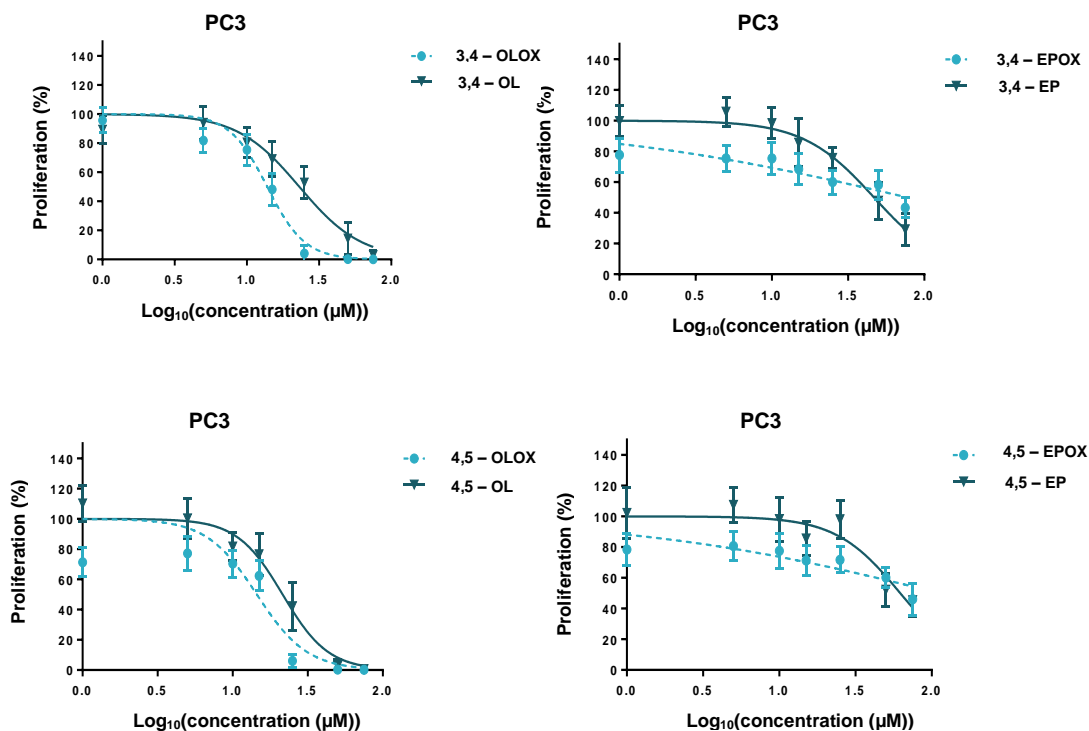 PC3
3,4 – OLOX
3,4 – OL
Proliferation (%)
140
120
100
80
60
40
20
0
0.0 0.5 1.0 1.5 2.0
Log₁₀(concentration (µM))
PC3
3,4 – EPOX
3,4 – EP
Proliferation (%)
140
120
100
80
60
40
20
0
0.0 0.5 1.0 1.5 2.0
Log₁₀(concentration (µM))
PC3
4,5 – OLOX
4,5 – OL
Proliferation (%)
140
120
100
80
60
40
20
0
0.0 0.5 1.0 1.5 2.0
Log₁₀(concentration (µM))
PC3
4,5 – EPOX
4,5 – EP
Proliferation (%)
140
120
100
80
60
40
20
0
0.0 0.5 1.0 1.5 2.0
Log₁₀(concentration (µM))